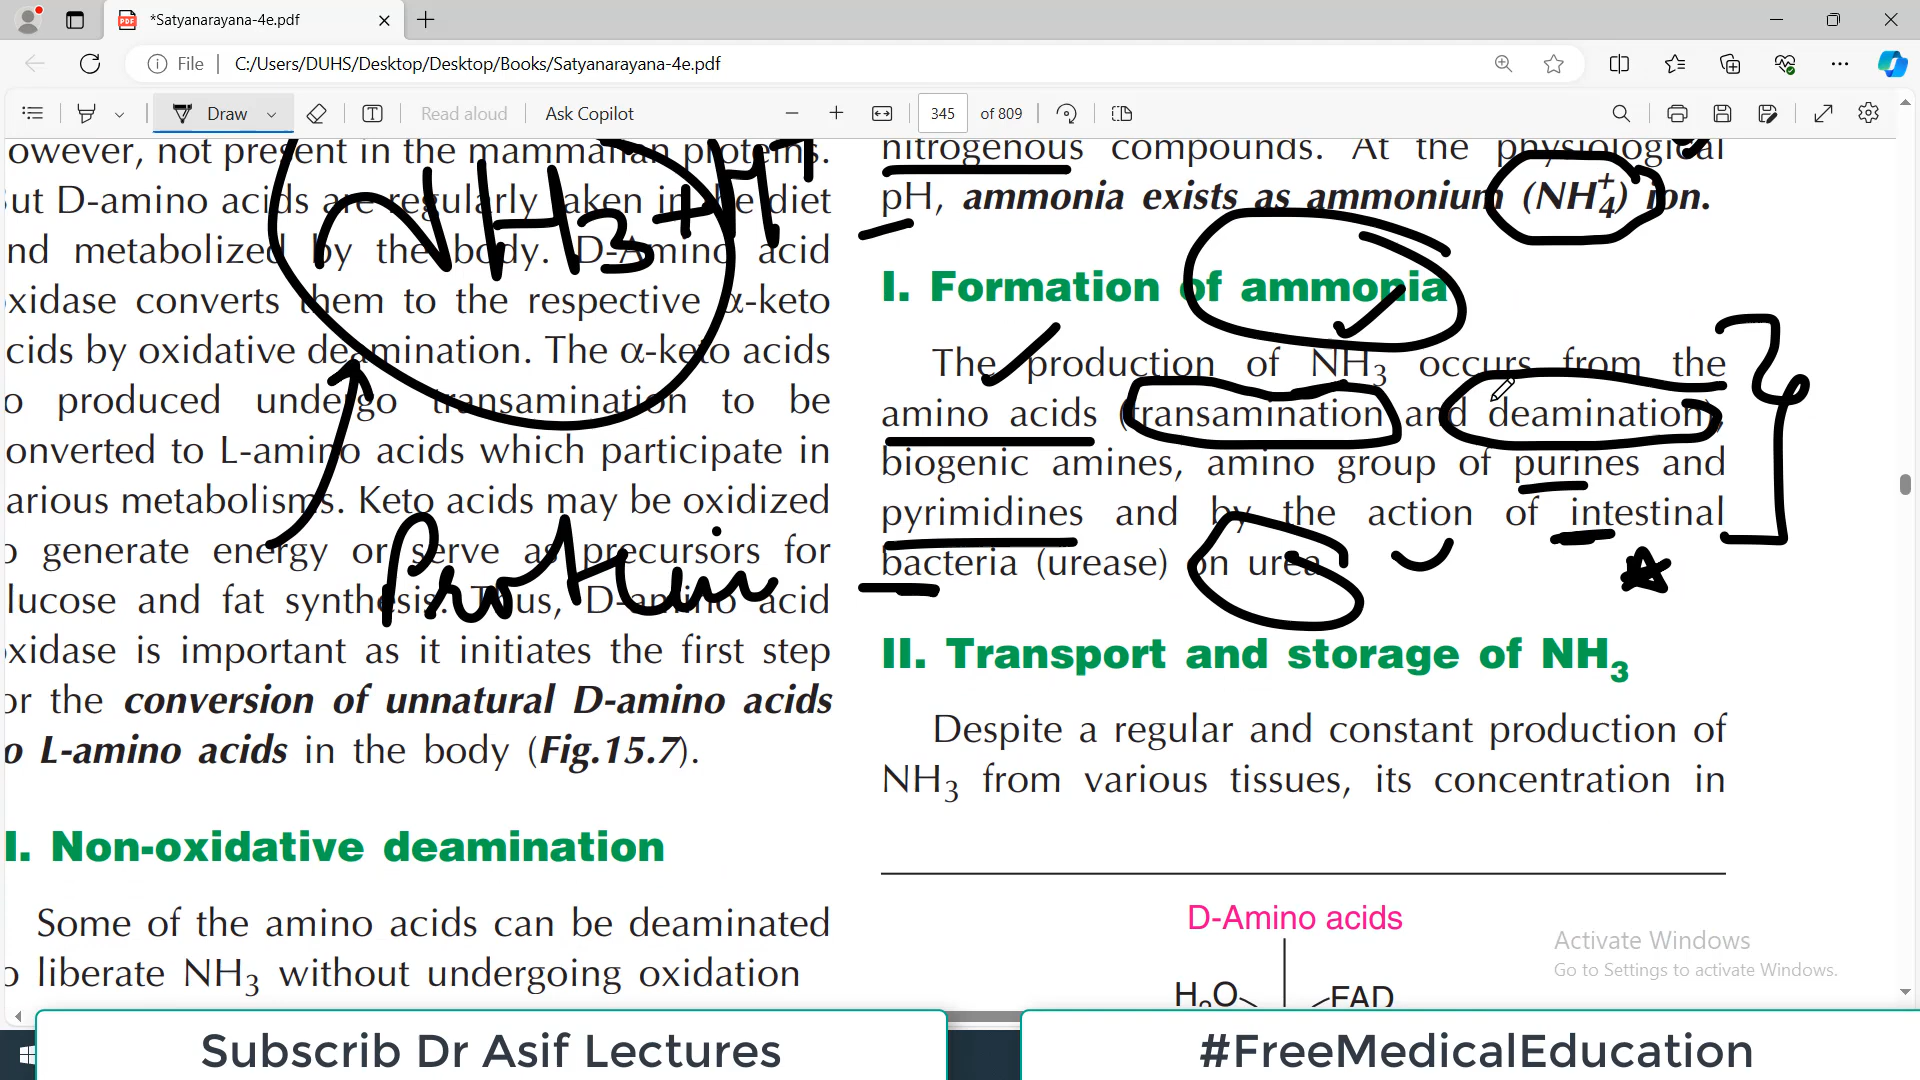 *Satyanarayana-4e.pdf
File
C:/Users/DUHS/Desktop/Desktop/Books/Satyanarayana-4e.pdf
Draw
Read aloud
Ask Copilot
345
of 809
owever, not present in the mammalian proteins.
ut D-amino acids are regularly taken in the diet
nd metabolized by the body. D-Amino acid
xidase converts them to the respective α-keto
cids by oxidative deamination. The α-keto acids
o produced undergo transamination to be
onverted to L-amino acids which participate in
arious metabolisms. Keto acids may be oxidized
o generate energy or serve as precursors for
lucose and fat synthesis. Thus, D-amino acid
xidase is important as it initiates the first step
or the conversion of unnatural D-amino acids
o L-amino acids in the body (Fig.15.7).
NH3+H+
Protein
I. Non-oxidative deamination
Some of the amino acids can be deaminated
o liberate NH3 without undergoing oxidation
nitrogenous compounds. At the physiological
pH, ammonia exists as ammonium (NH4+) ion.
I. Formation of ammonia
The production of NH3 occurs from the
amino acids (transamination and deamination),
biogenic amines, amino group of purines and
pyrimidines and by the action of intestinal
bacteria (urease) on urea.
II. Transport and storage of NH3
Despite a regular and constant production of
NH3 from various tissues, its concentration in
D-Amino acids
H2O
FAD
Activate Windows
Go to Settings to activate Windows.
Subscrib Dr Asif Lectures
#FreeMedicalEducation